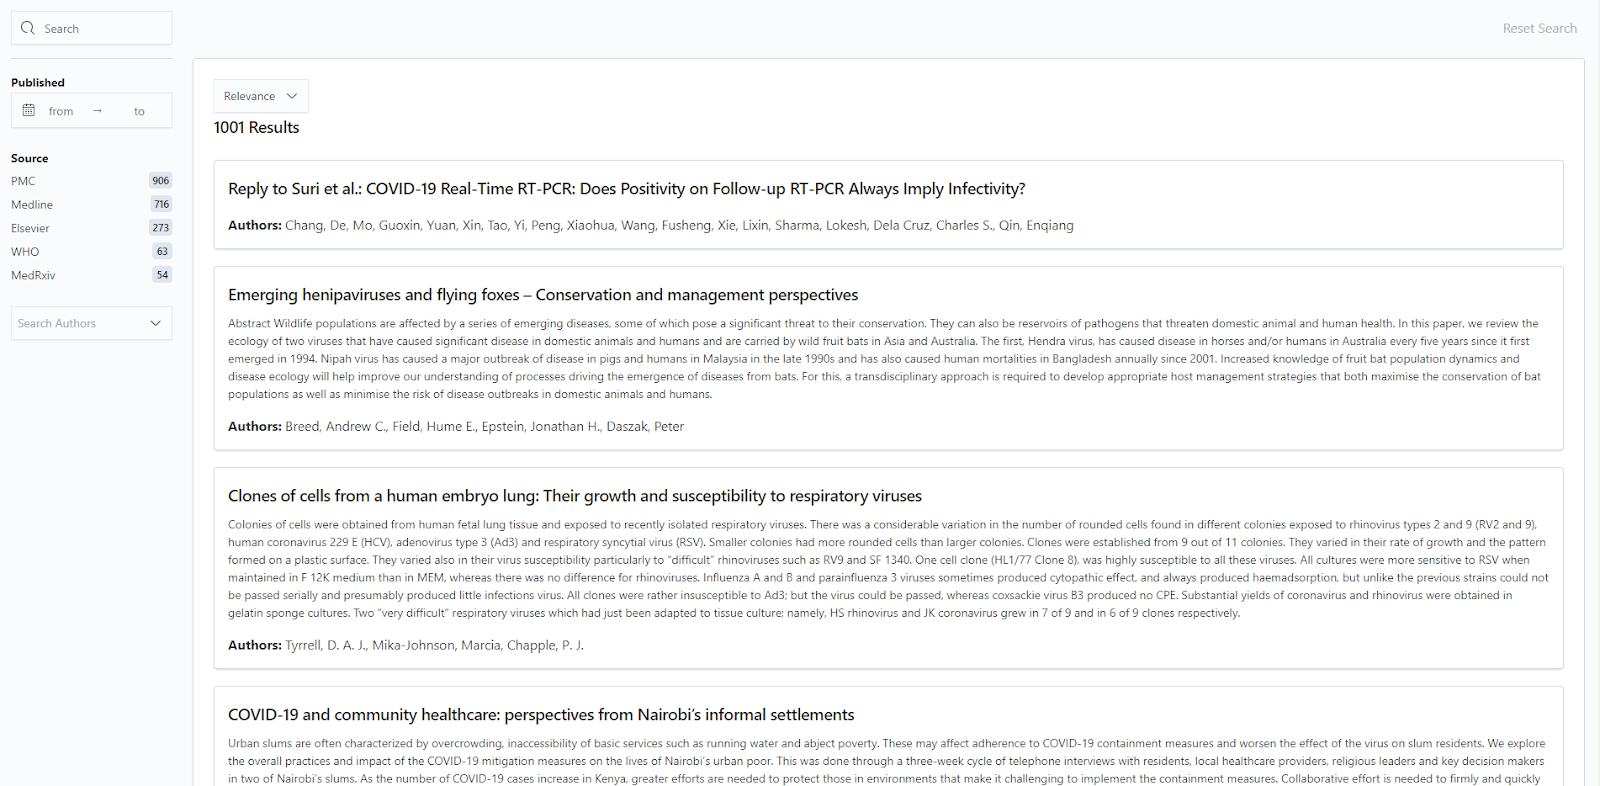 Search
Reset Search
Published
from → to
Source
PMC 906
Medline 716
Elsevier 273
WHO 63
MedRxiv 54
Search Authors
Relevance
1001 Results
Reply to Suri et al.: COVID-19 Real-Time RT-PCR: Does Positivity on Follow-up RT-PCR Always Imply Infectivity?
Authors: Chang, De, Mo, Guoxin, Yuan, Xin, Tao, Yi, Peng, Xiaohua, Wang, Fusheng, Xie, Lixin, Sharma, Lokesh, Dela Cruz, Charles S., Qin, Enqiang
Emerging henipaviruses and flying foxes – Conservation and management perspectives
Abstract Wildlife populations are affected by a series of emerging diseases, some of which pose a significant threat to their conservation. They can also be reservoirs of pathogens that threaten domestic animal and human health. In this paper, we review the
ecology of two viruses that have caused significant disease in domestic animals and humans and are carried by wild fruit bats in Asia and Australia. The first, Hendra virus, has caused disease in horses and/or humans in Australia every five years since it first
emerged in 1994. Nipah virus has caused a major outbreak of disease in pigs and humans in Malaysia in the late 1990s and has also caused human mortalities in Bangladesh annually since 2001. Increased knowledge of fruit bat population dynamics and
disease ecology will help improve our understanding of processes driving the emergence of diseases from bats. For this, a transdisciplinary approach is required to develop appropriate host management strategies that both maximise the conservation of bat
populations as well as minimise the risk of disease outbreaks in domestic animals and humans.
Authors: Breed, Andrew C., Field, Hume E., Epstein, Jonathan H., Daszak, Peter
Clones of cells from a human embryo lung: Their growth and susceptibility to respiratory viruses
Colonies of cells were obtained from human fetal lung tissue and exposed to recently isolated respiratory viruses. There was a considerable variation in the number of rounded cells found in different colonies exposed to rhinovirus types 2 and 9 (RV2 and 9),
human coronavirus 229 E (HCV), adenovirus type 3 (Ad3) and respiratory syncytial virus (RSV). Smaller colonies had more rounded cells than larger colonies. Clones were established from 9 out of 11 colonies. They varied in their rate of growth and the pattern
formed on a plastic surface. They varied also in their virus susceptibility particularly to “difficult” rhinoviruses such as RV9 and SF 1340. One cell clone (HL1/77 Clone 8), was highly susceptible to all these viruses. All cultures were more sensitive to RSV when
maintained in F 12K medium than in MEM, whereas there was no difference for rhinoviruses. Influenza A and B and parainfluenza 3 viruses sometimes produced cytopathic effect, and always produced haemadsorption, but unlike the previous strains could not
be passed serially and presumably produced little infections virus. All clones were rather insusceptible to Ad3; but the virus could be passed, whereas coxsackie virus B3 produced no CPE. Substantial yields of coronavirus and rhinovirus were obtained in
gelatin sponge cultures. Two “very difficult” respiratory viruses which had just been adapted to tissue culture; namely, HS rhinovirus and JK coronavirus grew in 7 of 9 and in 6 of 9 clones respectively.
Authors: Tyrrell, D. A. J., Mika-Johnson, Marcia, Chapple, P. J.
COVID-19 and community healthcare: perspectives from Nairobi’s informal settlements
Urban slums are often characterized by overcrowding, inaccessibility of basic services such as running water and abject poverty. These may affect adherence to COVID-19 containment measures and worsen the effect of the virus on slum residents. We explore
the overall practices and impact of the COVID-19 mitigation measures on the lives of Nairobi’s urban poor. This was done through a three-week cycle of telephone interviews with residents, local healthcare providers, religious leaders and key decision makers
in two of Nairobi’s slums. As the number of COVID-19 cases increase in Kenya, greater efforts are needed to protect those in environments that make it challenging to implement the containment measures. Collaborative effort is needed to firmly and quickly